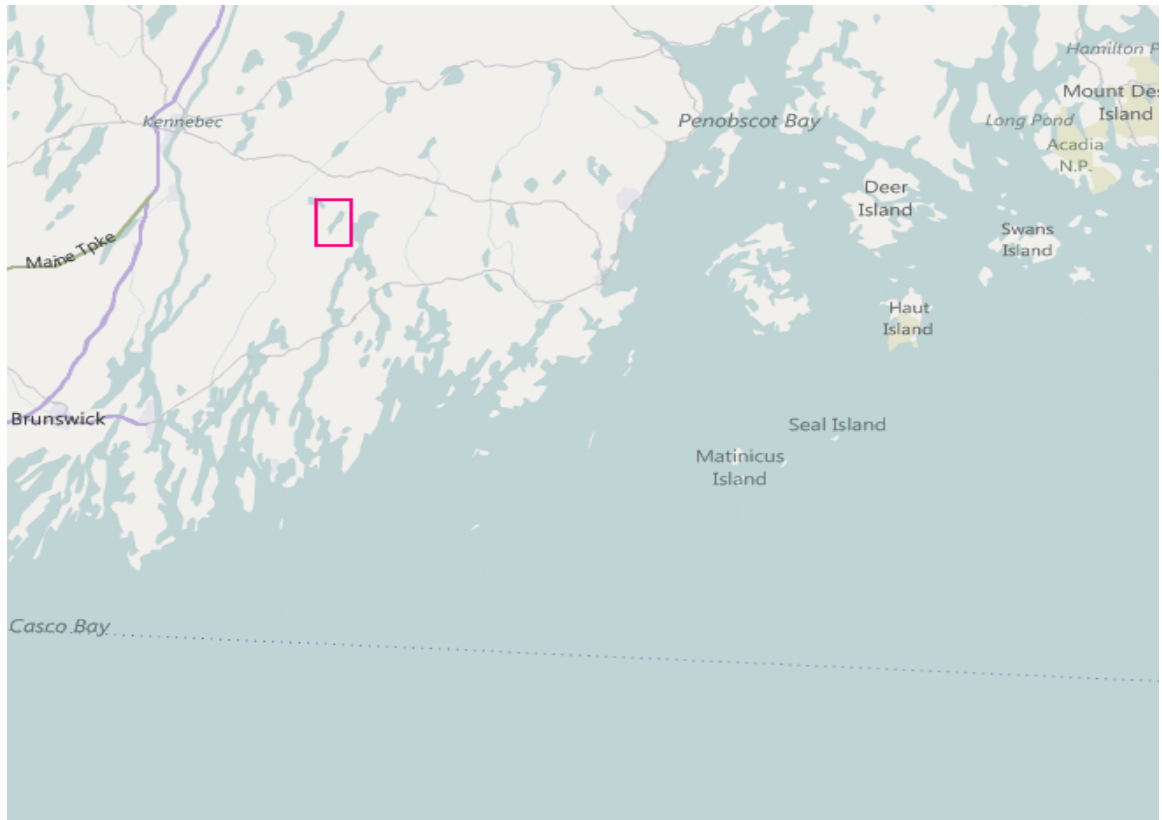 Hamilton P
Mount Des
Island
Kennebec
Penobscot Bay
Long Pond
Acadia
N.P.
Deer
Island
Swans
Island
Maine Tpke
Haut
Island
Brunswick
Seal Island
Matinicus
Island
Casco Bay